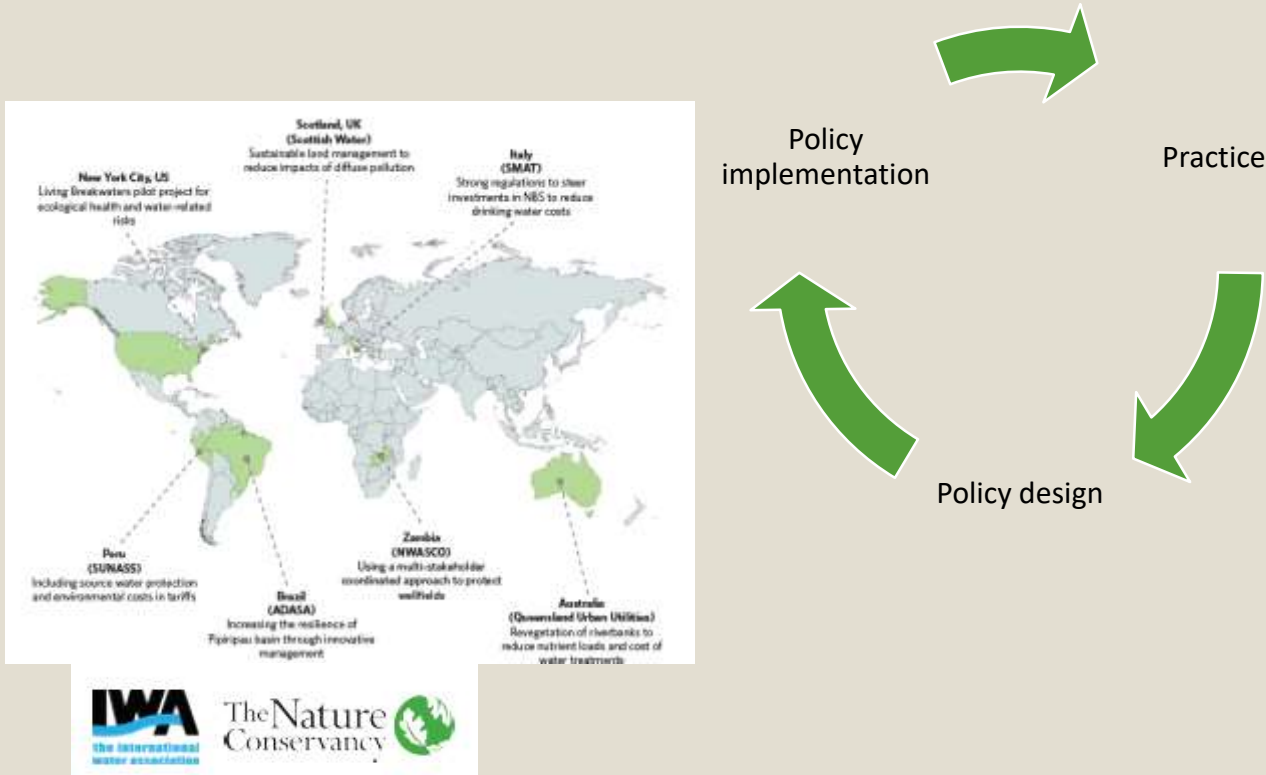 Scotland, UK
(Scottish Water)
Sustainable land management to
reduce impacts of diffuse pollution
Italy
(SMAT)
Strong regulations to steer
investments in NBS to reduce
drinking water costs
New York City, US
Living Breakwaters pilot project for
ecological health and water-related
risks
Peru
(SUNASS)
Including source water protection
and environmental costs in tariffs
Brazil
(ADASA)
Increasing the resilience of
Pipiripau basin through innovative
management
Zambia
(NWASCO)
Using a multi-stakeholder
coordinated approach to protect
wellfields
Australia
(Queensland Urban Utilities)
Revegetation of riverbanks to
reduce nutrient loads and cost of
water treatments
IWA
the international
water association
The Nature
Conservancy
Policy
implementation
Practice
Policy design